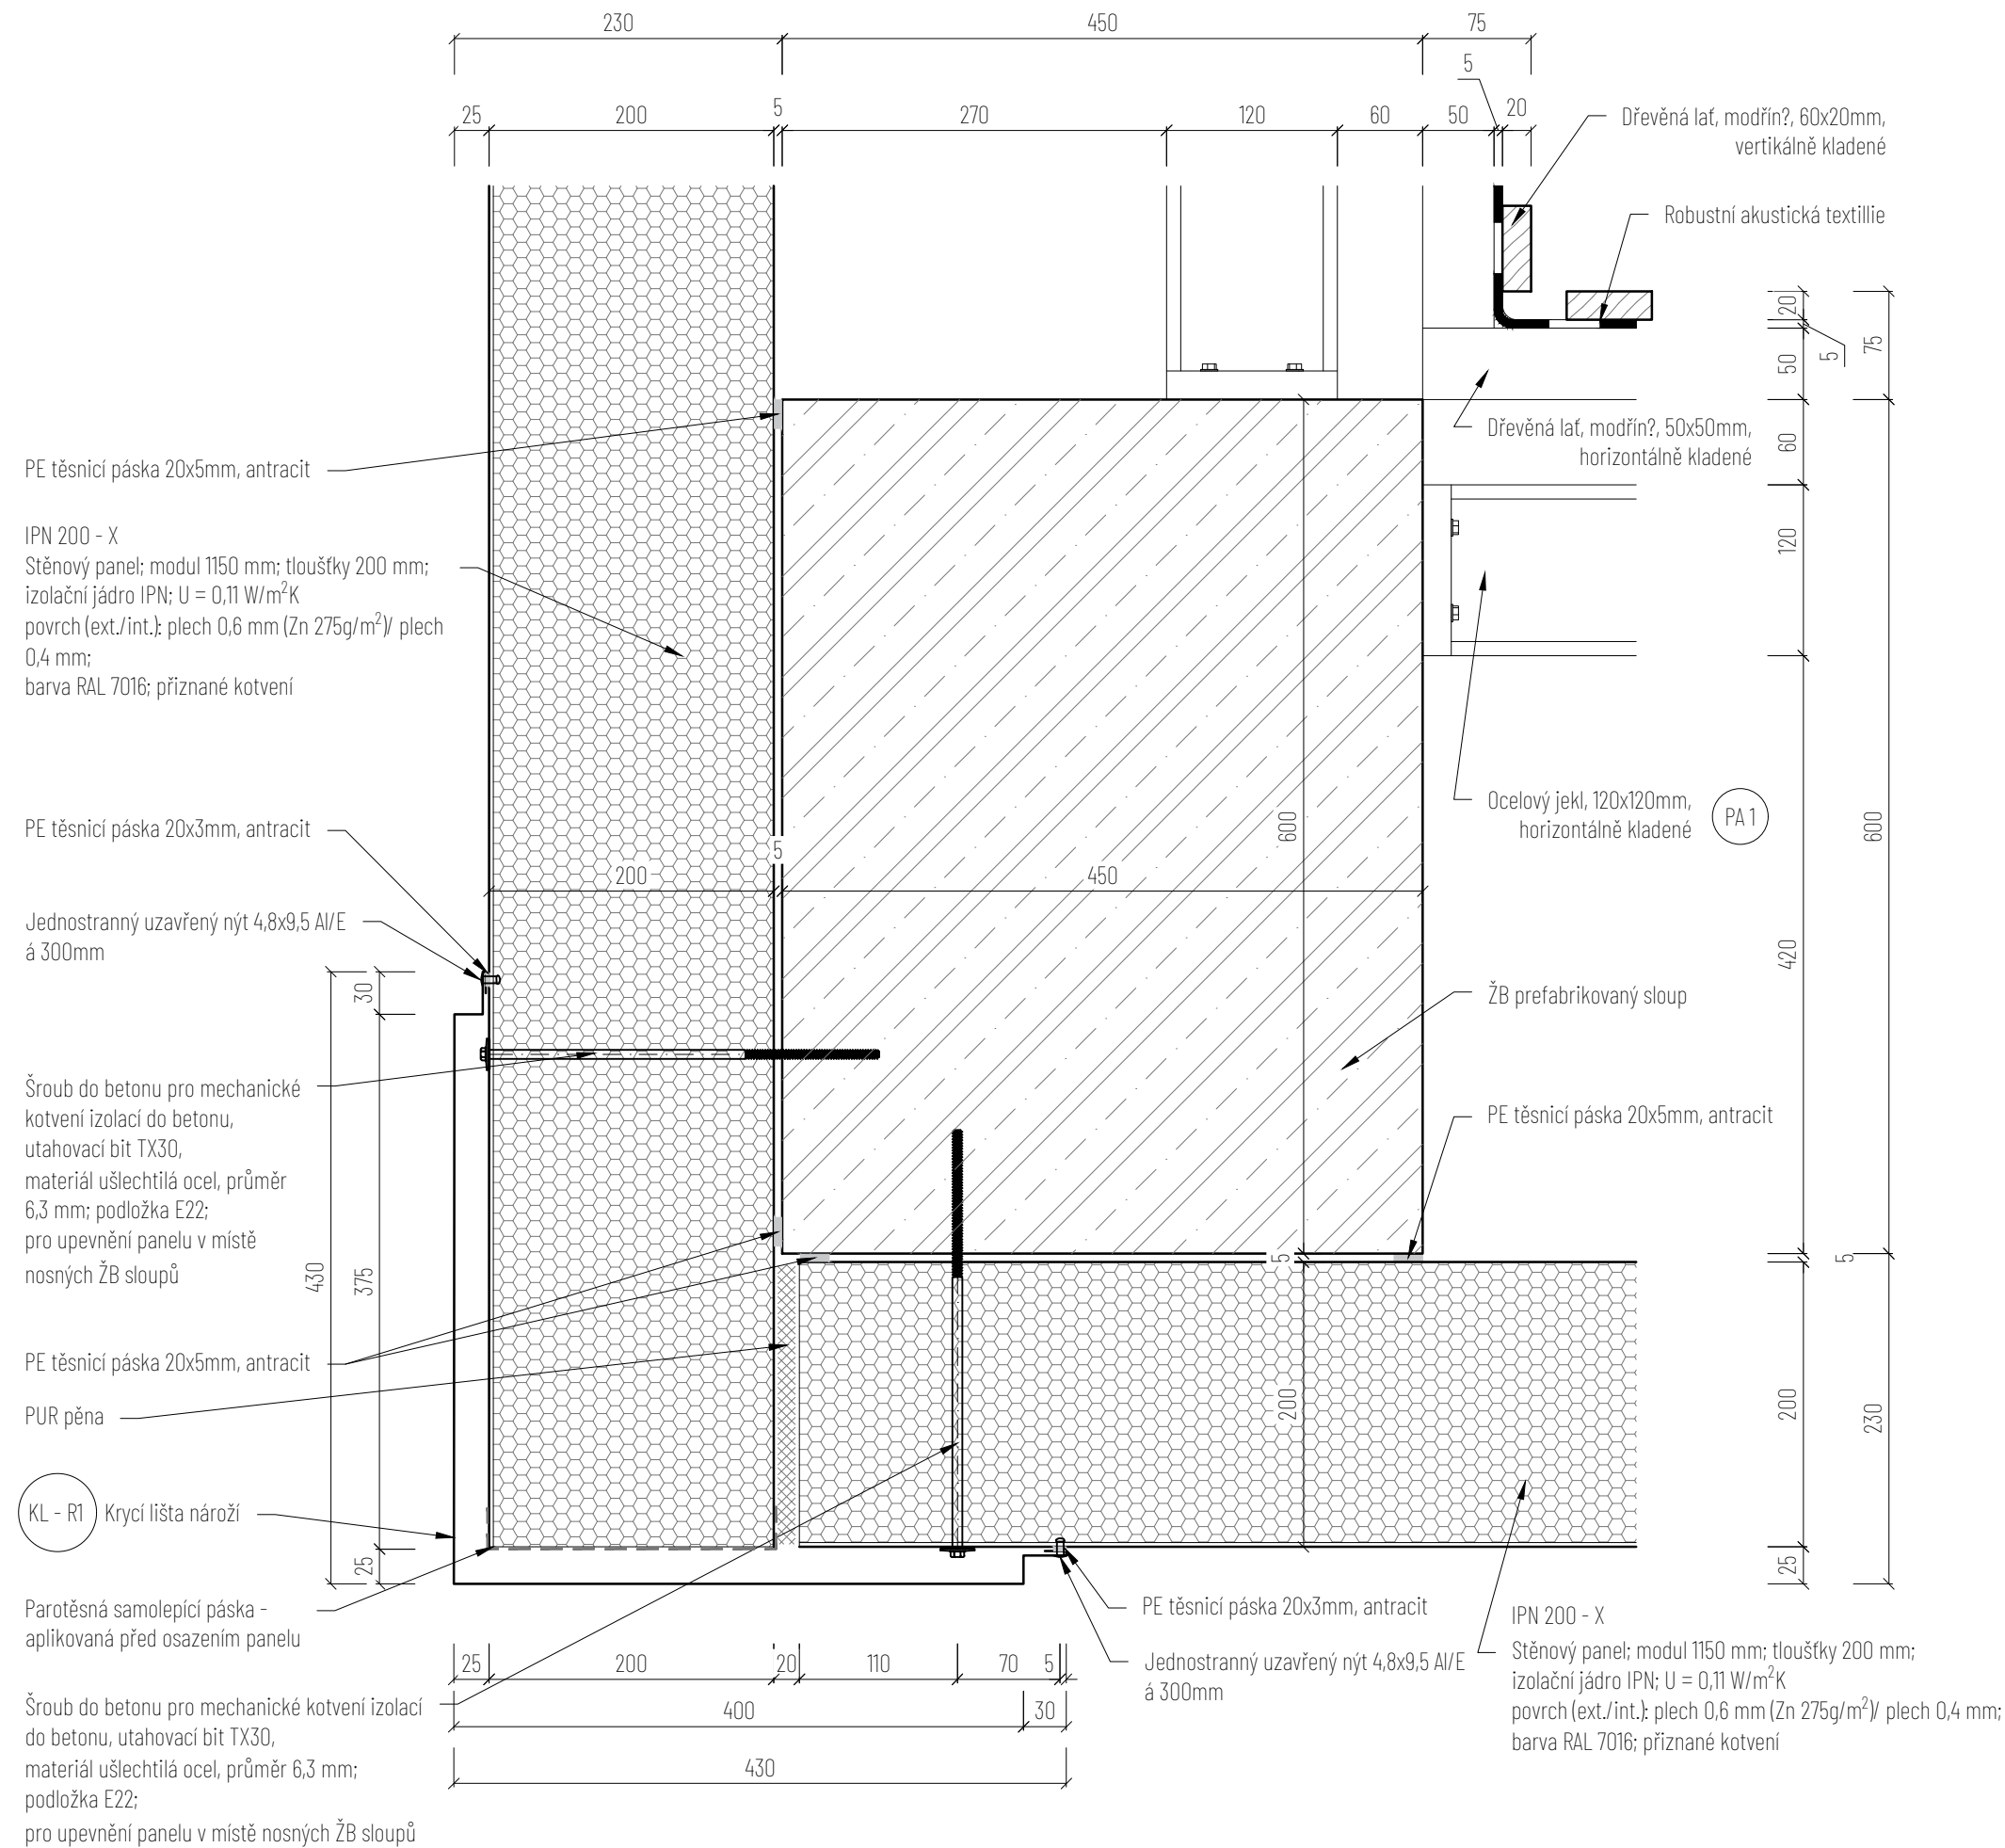 230
450
75
5
25
200
5
270
120
60
50
20
Dřevěná lať, modřín?, 60x20mm,
vertikálně kladené
Robustní akustická textillie
20
5
50
75
Dřevěná lať, modřín?, 50x50mm,
horizontálně kladené
60
120
PE těsnicí páska 20x5mm, antracit
IPN 200 - X
Stěnový panel; modul 1150 mm; tloušťky 200 mm;
izolační jádro IPN; U = 0,11 W/m²K
povrch (ext./int.): plech 0,6 mm (Zn 275g/m²)/ plech
0,4 mm;
barva RAL 7016; přiznané kotvení
Ocelový jekl, 120x120mm,
horizontálně kladené
PA 1
600
600
PE těsnicí páska 20x3mm, antracit
5
200
450
Jednostranný uzavřený nýt 4,8x9,5 Al/E
á 300mm
420
30
ŽB prefabrikovaný sloup
Šroub do betonu pro mechanické
kotvení izolací do betonu,
utahovací bit TX30,
materiál ušlechtilá ocel, průměr
6,3 mm; podložka E22;
pro upevnění panelu v místě
nosných ŽB sloupů
430
375
PE těsnicí páska 20x5mm, antracit
5
5
PE těsnicí páska 20x5mm, antracit
PUR pěna
200
200
230
KL - R1
Krycí lišta nároží
25
25
Parotěsná samolepící páska -
aplikovaná před osazením panelu
PE těsnicí páska 20x3mm, antracit
Jednostranný uzavřený nýt 4,8x9,5 Al/E
á 300mm
IPN 200 - X
Stěnový panel; modul 1150 mm; tloušťky 200 mm;
izolační jádro IPN; U = 0,11 W/m²K
povrch (ext./int.): plech 0,6 mm (Zn 275g/m²)/ plech 0,4 mm;
barva RAL 7016; přiznané kotvení
25
200
20
110
70
5
400
30
430
Šroub do betonu pro mechanické kotvení izolací
do betonu, utahovací bit TX30,
materiál ušlechtilá ocel, průměr 6,3 mm;
podložka E22;
pro upevnění panelu v místě nosných ŽB sloupů